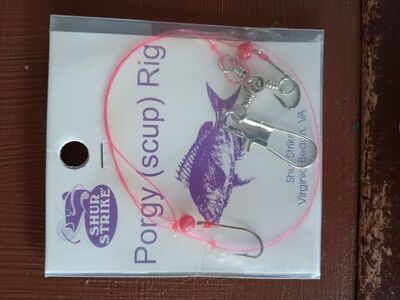 Porgy (scup) Rig
SHUR
STRIKE®
Shur Strike
Virginia Beach, VA